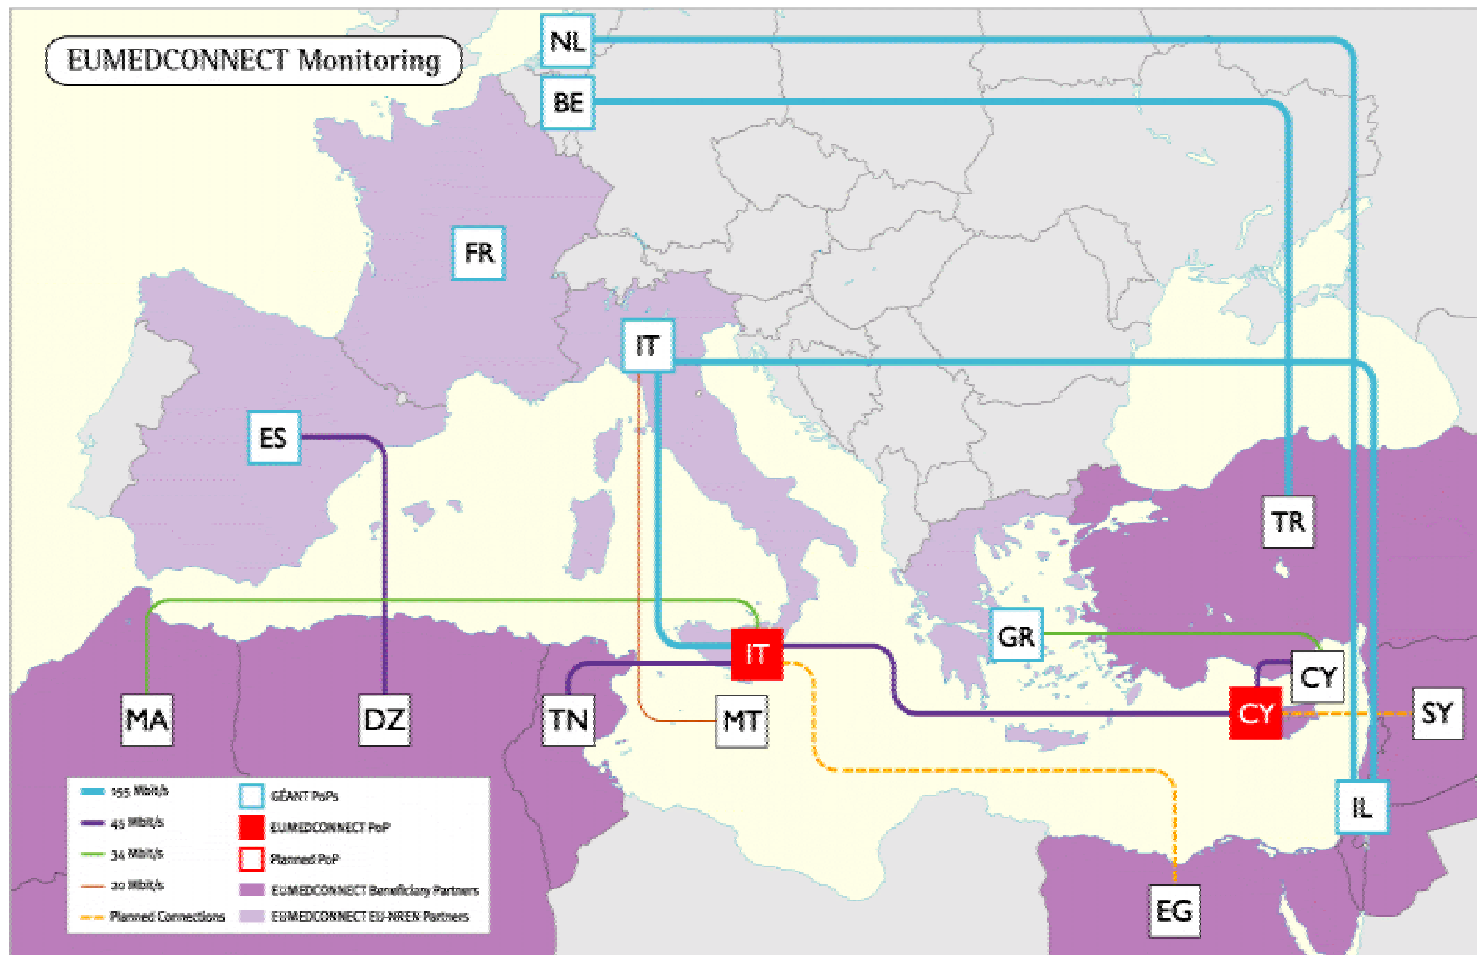 EUMEDCONNECT Monitoring
NL
BE
FR
IT
ES
TR
GR
IT
CY
MA
DZ
TN
MT
CY
SY
IL
EG
155 Mbit/s
45 Mbit/s
34 Mbit/s
20 Mbit/s
Planned Connections
GÉANT PoPs
EUMEDCONNECT PoP
Planned PoP
EUMEDCONNECT Beneficiary Partners
EUMEDCONNECT EU-NREN Partners